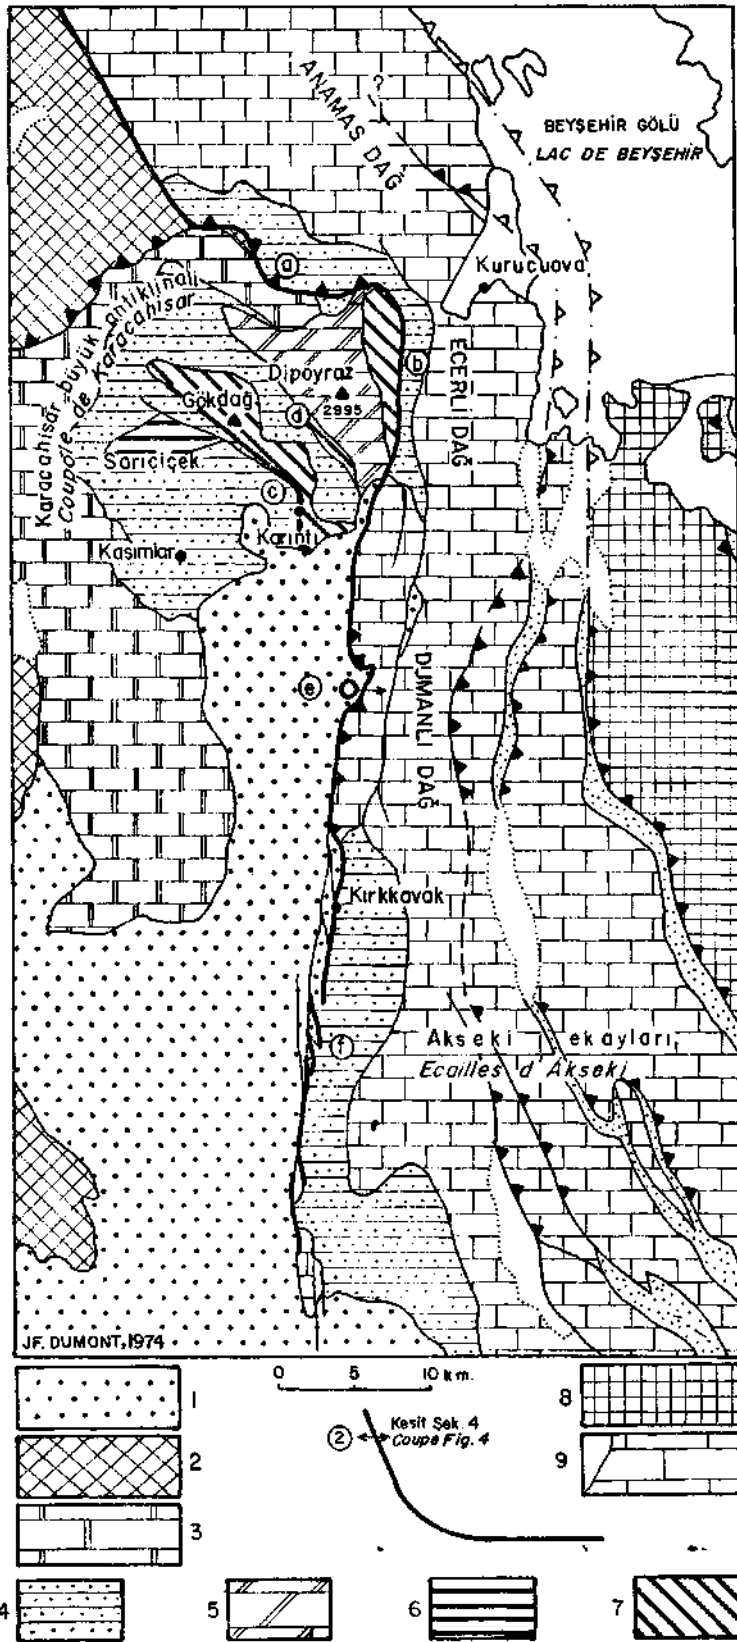 ANAMAS DAĞ
?
BEYŞEHİR GÖLÜ
LAC DE BEYŞEHİR
Kurucuova
a
Karacahisar büyük antiklinali
Coupole de Karacahisar
b
ECERLİ DAĞ
Dipoyraz
2995
Gökdağ
d
Sarıçiçek
c
Karıntı
Kasımlar
DUMANLI DAĞ
e
Kırkkavak
f
Akseki ekayları
Ecailles d'Akseki
JF. DUMONT,1974
0 5 10 km.
1
2
3
2 Kesit Şek. 4
Coupe Fig. 4
8
9
4
5
6
7